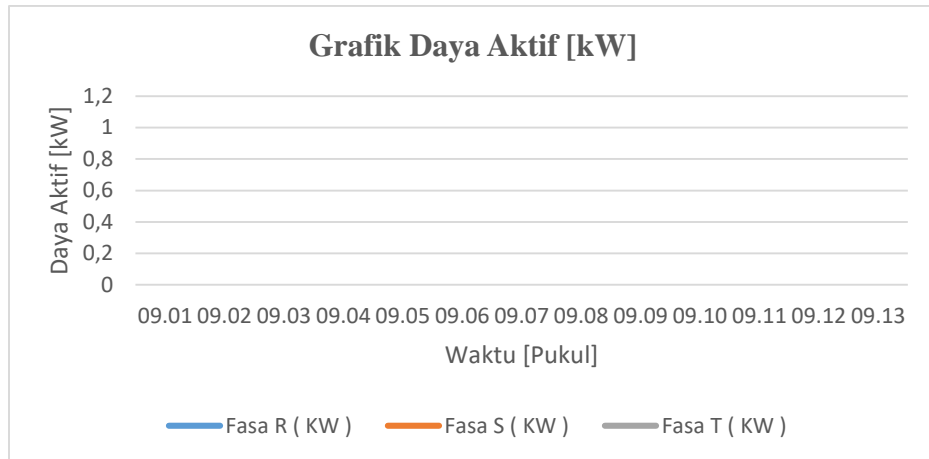 Grafik Daya Aktif [kW]
Daya Aktif [kW]
1,2
1
0,8
0,6
0,4
0,2
0
09.01 09.02 09.03 09.04 09.05 09.06 09.07 09.08 09.09 09.10 09.11 09.12 09.13
Waktu [Pukul]
Fasa R ( KW ) Fasa S ( KW ) Fasa T ( KW )